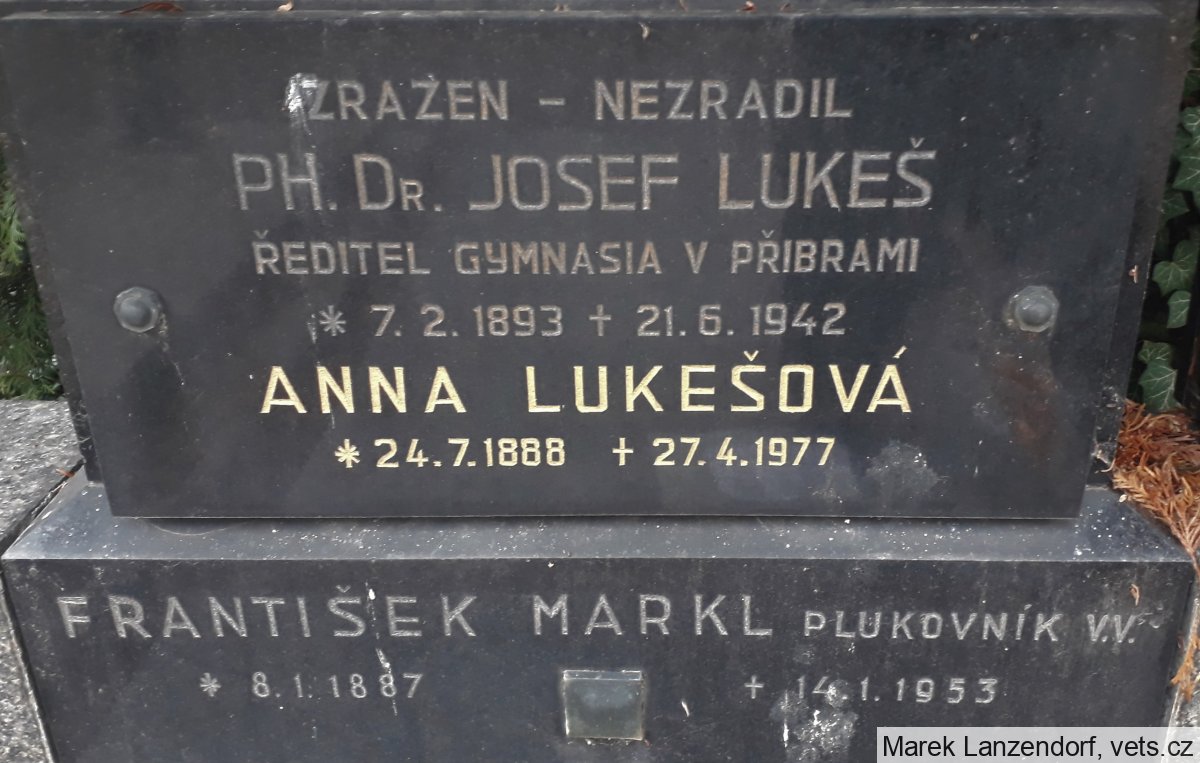 ZRAŽEN – NEZRADIL
PH. DR. JOSEF LUKEŠ
ŘEDITEL GYMNASIA V PŘIBRAMI
* 7. 2. 1893 + 21. 6. 1942
ANNA LUKEŠOVÁ
* 24. 7. 1888 + 27. 4. 1977
FRANTIŠEK MARKL PLUKOVNÍK V.V.
* 8. 1. 1887 + 14. 1. 1953
Marek Lanzendorf, vets.cz